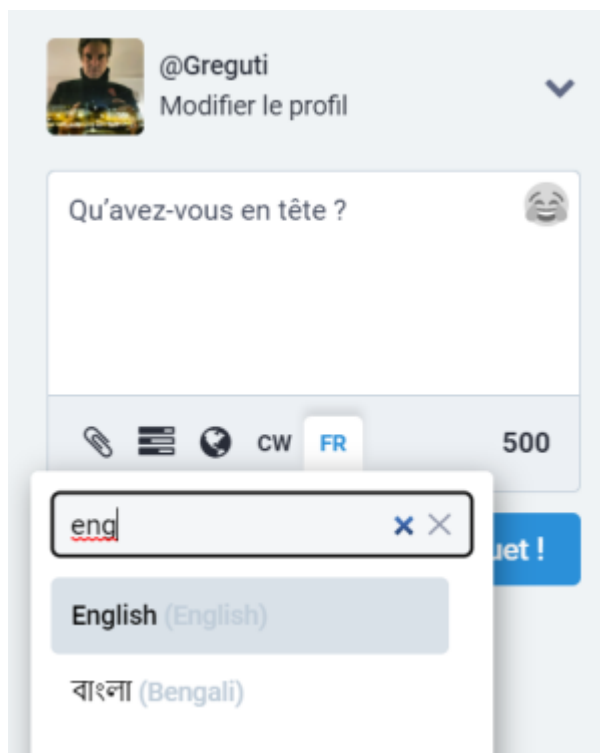 @Greguti
Modifier le profil
Qu'avez-vous en tête ?
CW FR 500
eng
uet !
English (English)
বাংলা (Bengali)